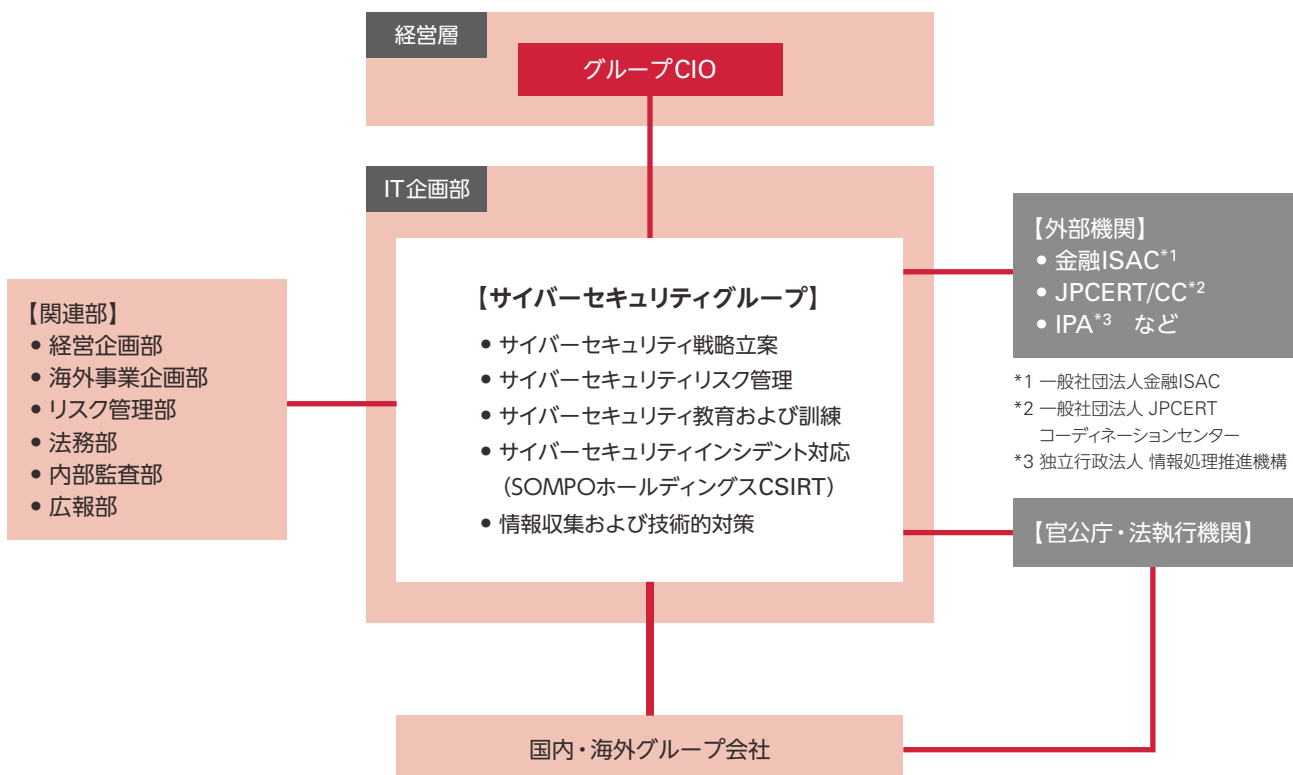 経営層
グループCIO
IT企画部
【サイバーセキュリティグループ】
• サイバーセキュリティ戦略立案
• サイバーセキュリティリスク管理
• サイバーセキュリティ教育および訓練
• サイバーセキュリティインシデント対応
（SOMPOホールディングスCSIRT）
• 情報収集および技術的対策
【関連部】
• 経営企画部
• 海外事業企画部
• リスク管理部
• 法務部
• 内部監査部
• 広報部
【外部機関】
• 金融ISAC*1
• JPCERT/CC*2
• IPA*3　など
*1 一般社団法人金融ISAC
*2 一般社団法人 JPCERT
コーディネーションセンター
*3 独立行政法人 情報処理推進機構
【官公庁・法執行機関】
国内・海外グループ会社